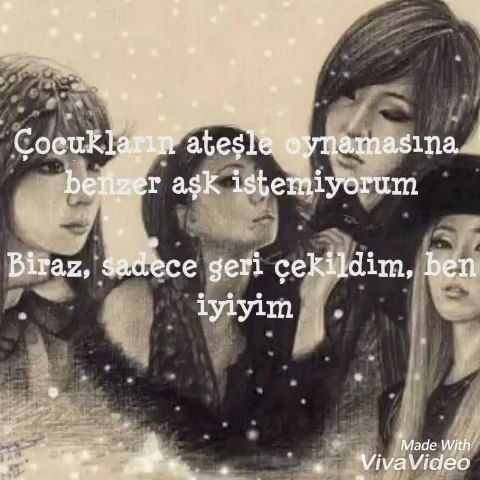 Çocukların ateşle oynamasına
benzer aşk istemiyorum
Biraz, sadece geri çekildim, ben
iyiyim
Made With
VivaVideo